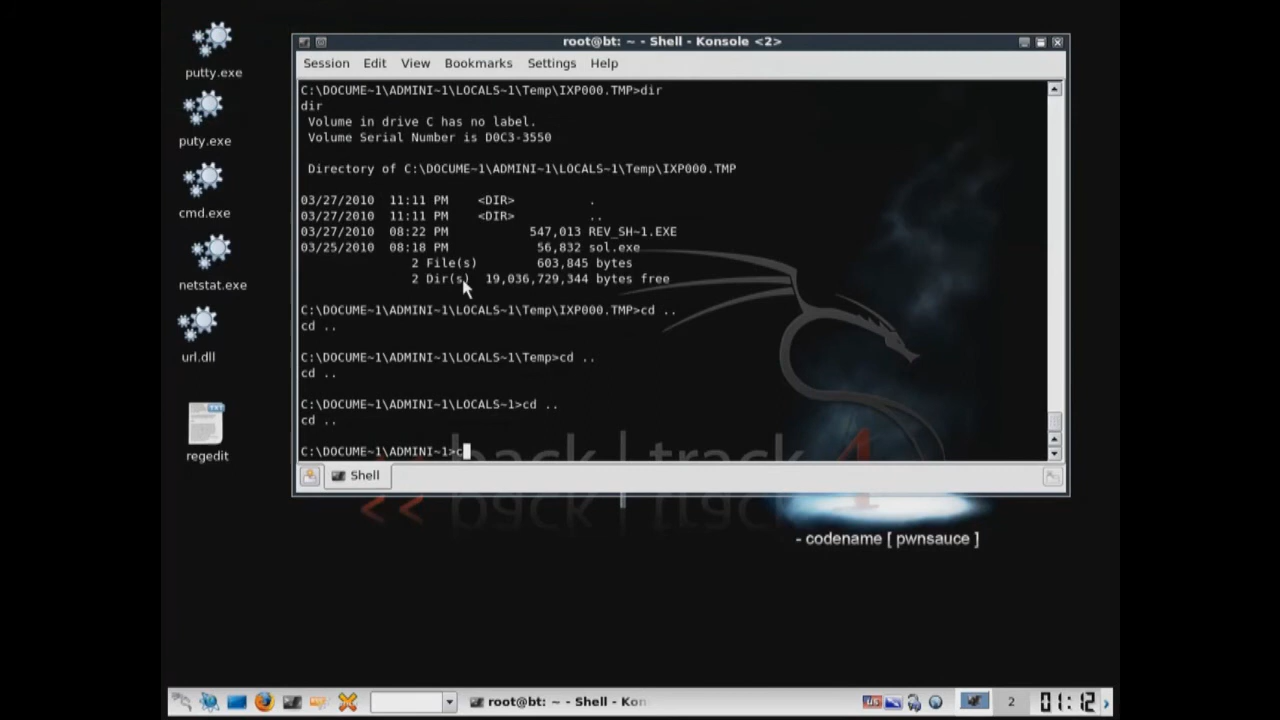 putty.exe
puty.exe
cmd.exe
netstat.exe
url.dll
regedit
root@bt: ~ - Shell - Konsole <2>
Session Edit View Bookmarks Settings Help
C:\DOCUME~1\ADMINI~1\LOCALS~1\Temp\IXP000.TMP>dir
dir
Volume in drive C has no label.
Volume Serial Number is D0C3-3550
Directory of C:\DOCUME~1\ADMINI~1\LOCALS~1\Temp\IXP000.TMP
03/27/2010 11:11 PM <DIR> .
03/27/2010 11:11 PM <DIR> ..
03/27/2010 08:22 PM 547,013 REV_SH~1.EXE
03/25/2010 08:18 PM 56,832 sol.exe
2 File(s) 603,845 bytes
2 Dir(s) 19,036,729,344 bytes free
C:\DOCUME~1\ADMINI~1\LOCALS~1\Temp\IXP000.TMP>cd ..
cd ..
C:\DOCUME~1\ADMINI~1\LOCALS~1\Temp>cd ..
cd ..
C:\DOCUME~1\ADMINI~1\LOCALS~1>cd ..
cd ..
C:\DOCUME~1\ADMINI~1>c
Shell
<< back | track 4
- codename [ pwnsauce ]
root@bt: ~ - Shell - Kon
US
2
01:12